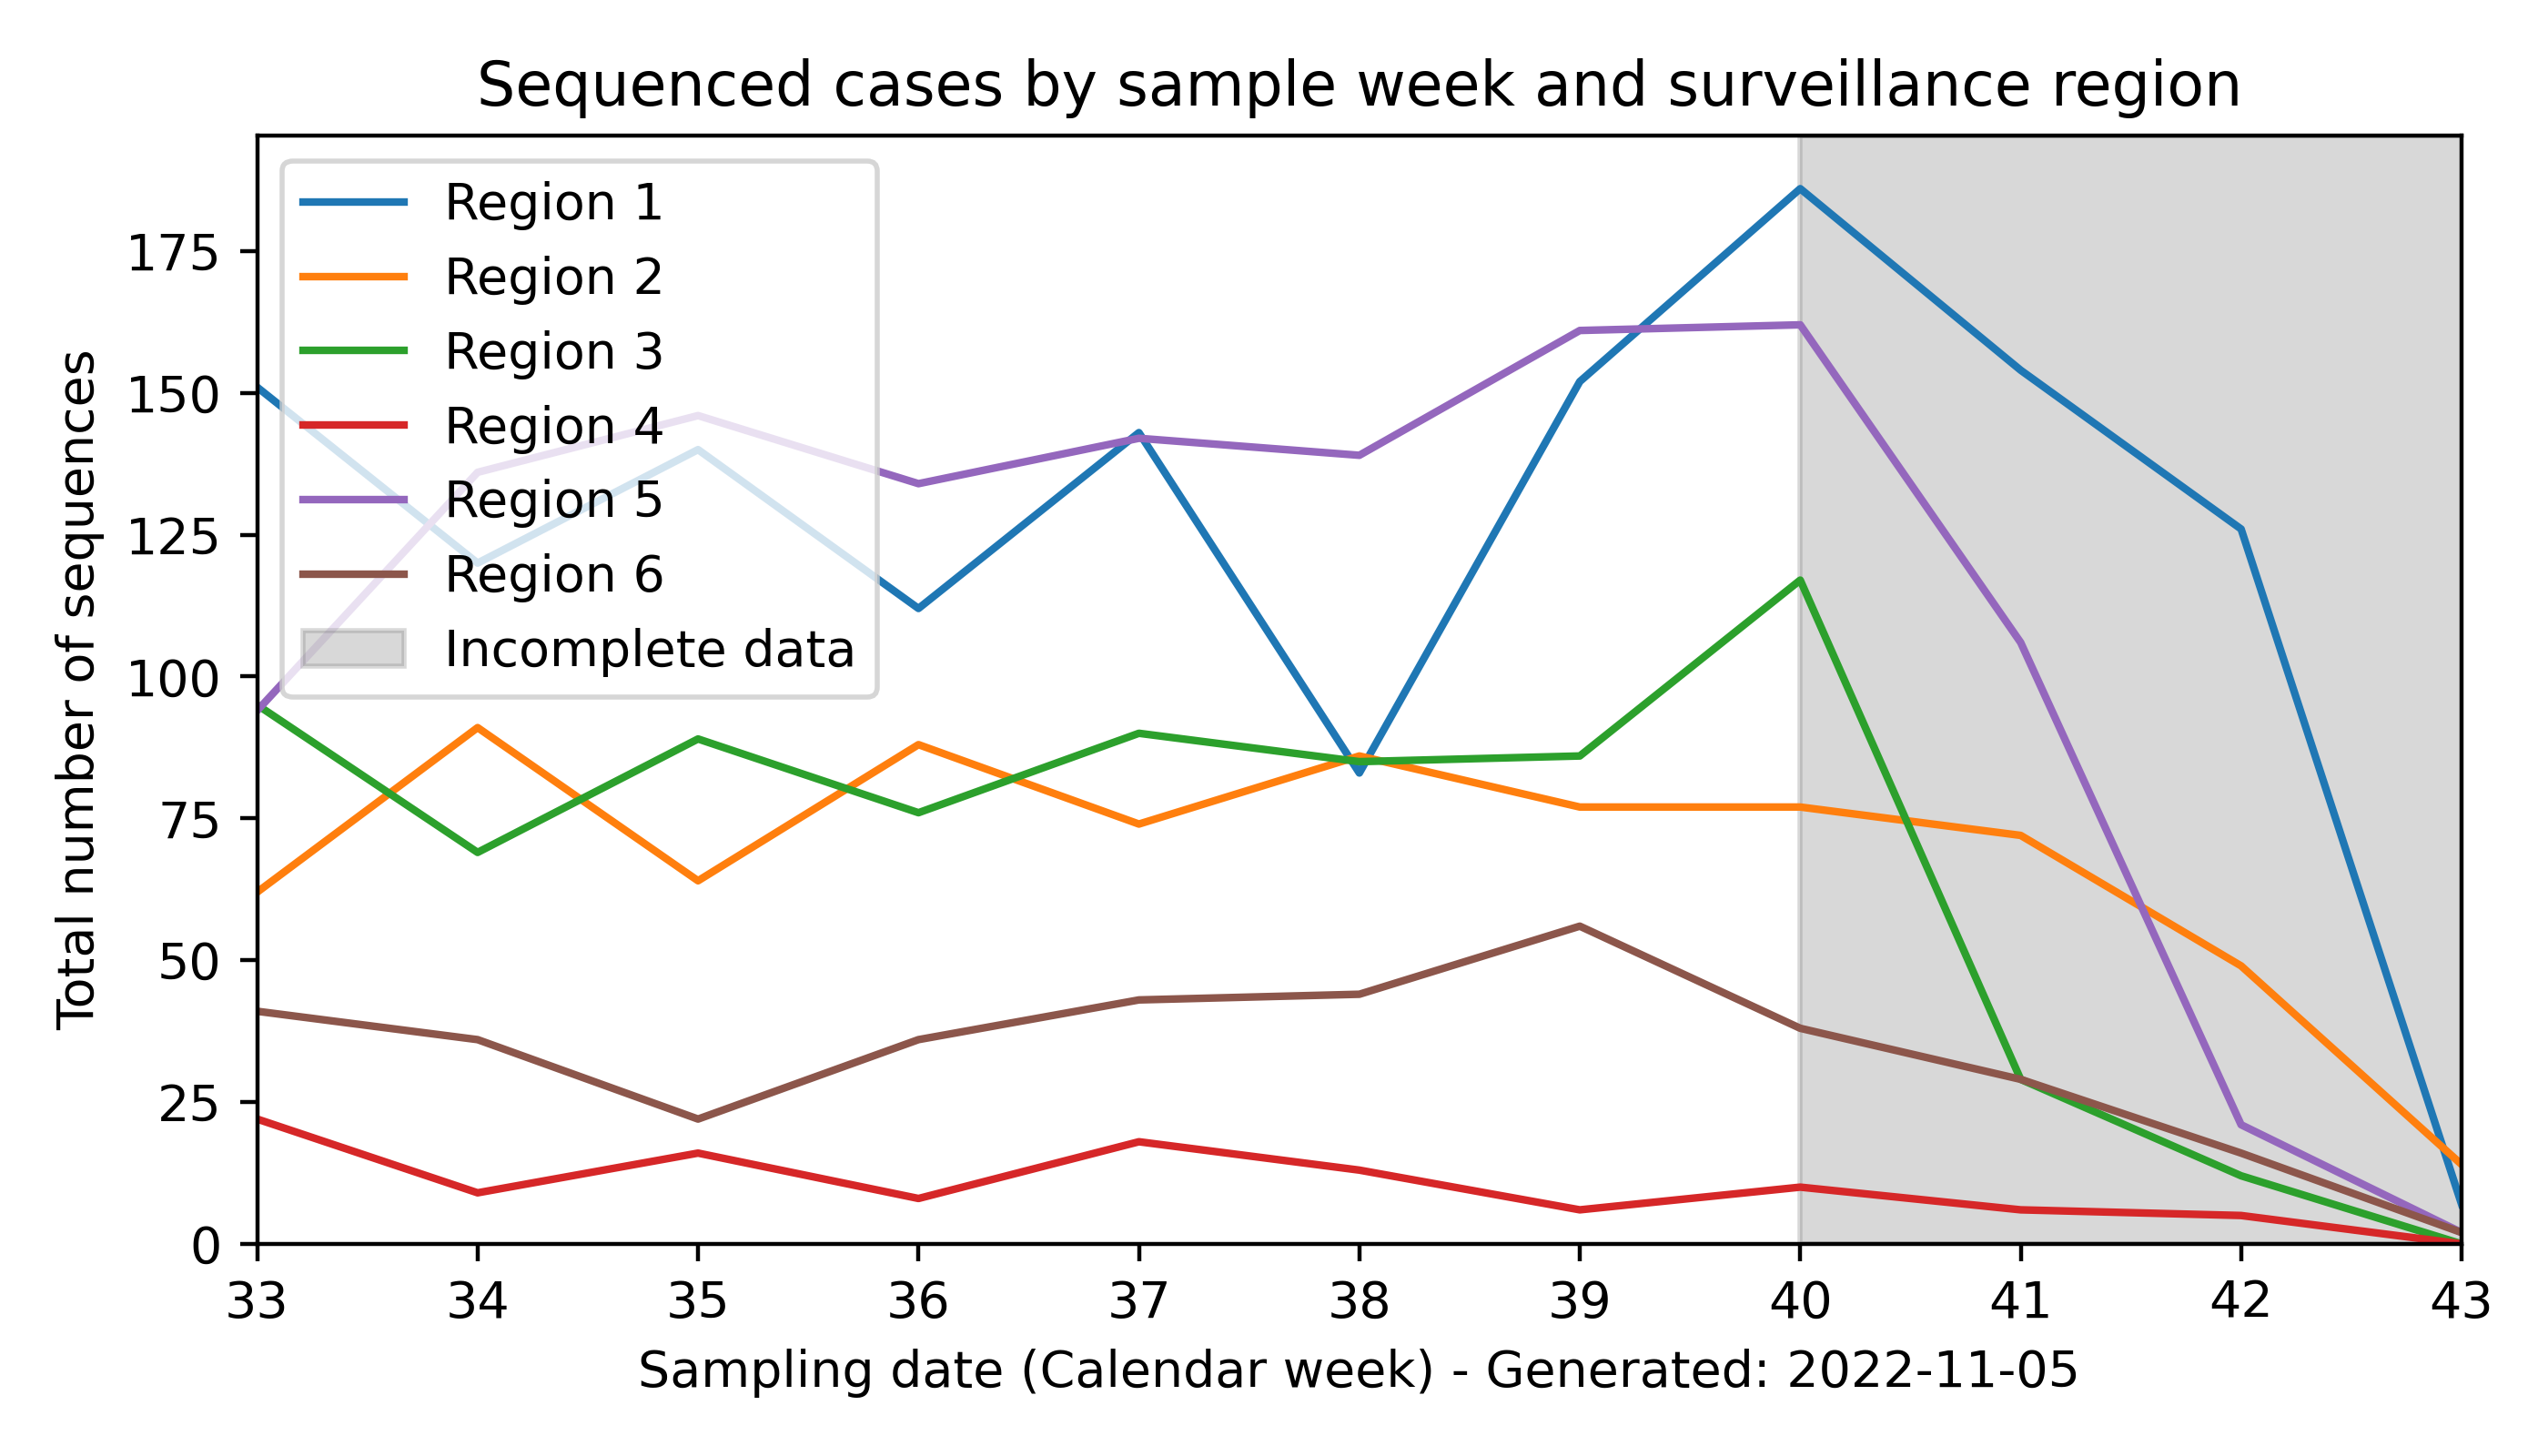 Sequenced cases by sample week and surveillance region
Region 1
Region 2
Region 3
Region 4
Region 5
Region 6
Incomplete data
Total number of sequences
175
150
125
100
75
50
25
0
33 34 35 36 37 38 39 40 41 42 43
Sampling date (Calendar week) - Generated: 2022-11-05